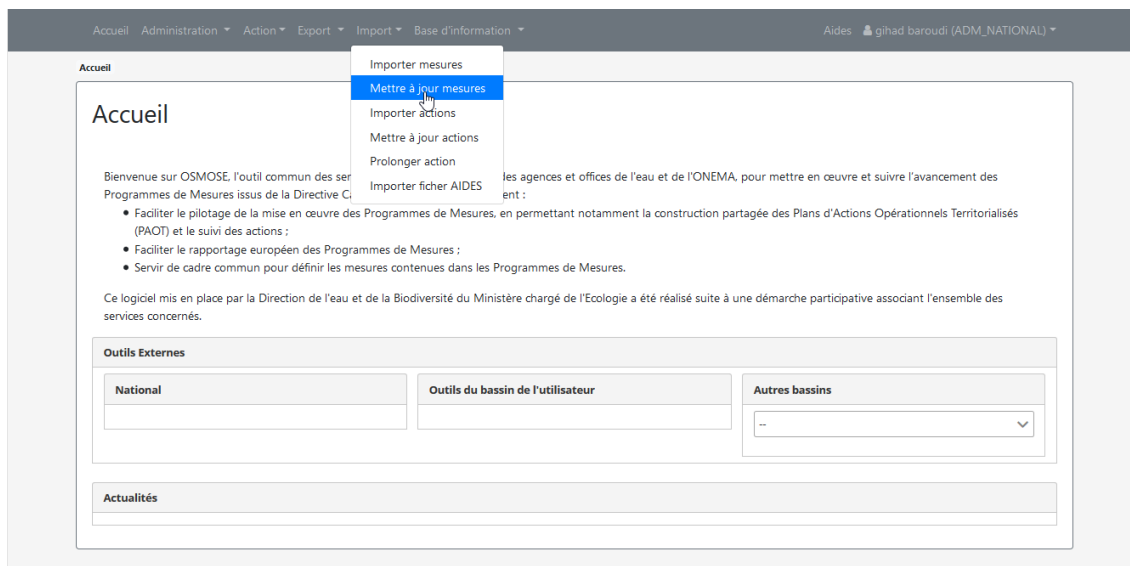 Accueil Administration Action Export Import Base d'information Aides gihad baroudi (ADM_NATIONAL)
Accueil
Importer mesures
Mettre à jour mesures
Importer actions
Mettre à jour actions
Prolonger action
Importer ficher AIDES
Accueil
Bienvenue sur OSMOSE, l'outil commun des ser des agences et offices de l'eau et de l'ONEMA, pour mettre en œuvre et suivre l'avancement des
Programmes de Mesures issus de la Directive Ca ent :
Faciliter le pilotage de la mise en œuvre des Programmes de Mesures, en permettant notamment la construction partagée des Plans d'Actions Opérationnels Territorialisés
(PAOT) et le suivi des actions ;
Faciliter le rapportage européen des Programmes de Mesures ;
Servir de cadre commun pour définir les mesures contenues dans les Programmes de Mesures.
Ce logiciel mis en place par la Direction de l'eau et de la Biodiversité du Ministère chargé de l'Ecologie a été réalisé suite à une démarche participative associant l'ensemble des
services concernés.
Outils Externes
National
Outils du bassin de l'utilisateur
Autres bassins
--
Actualités